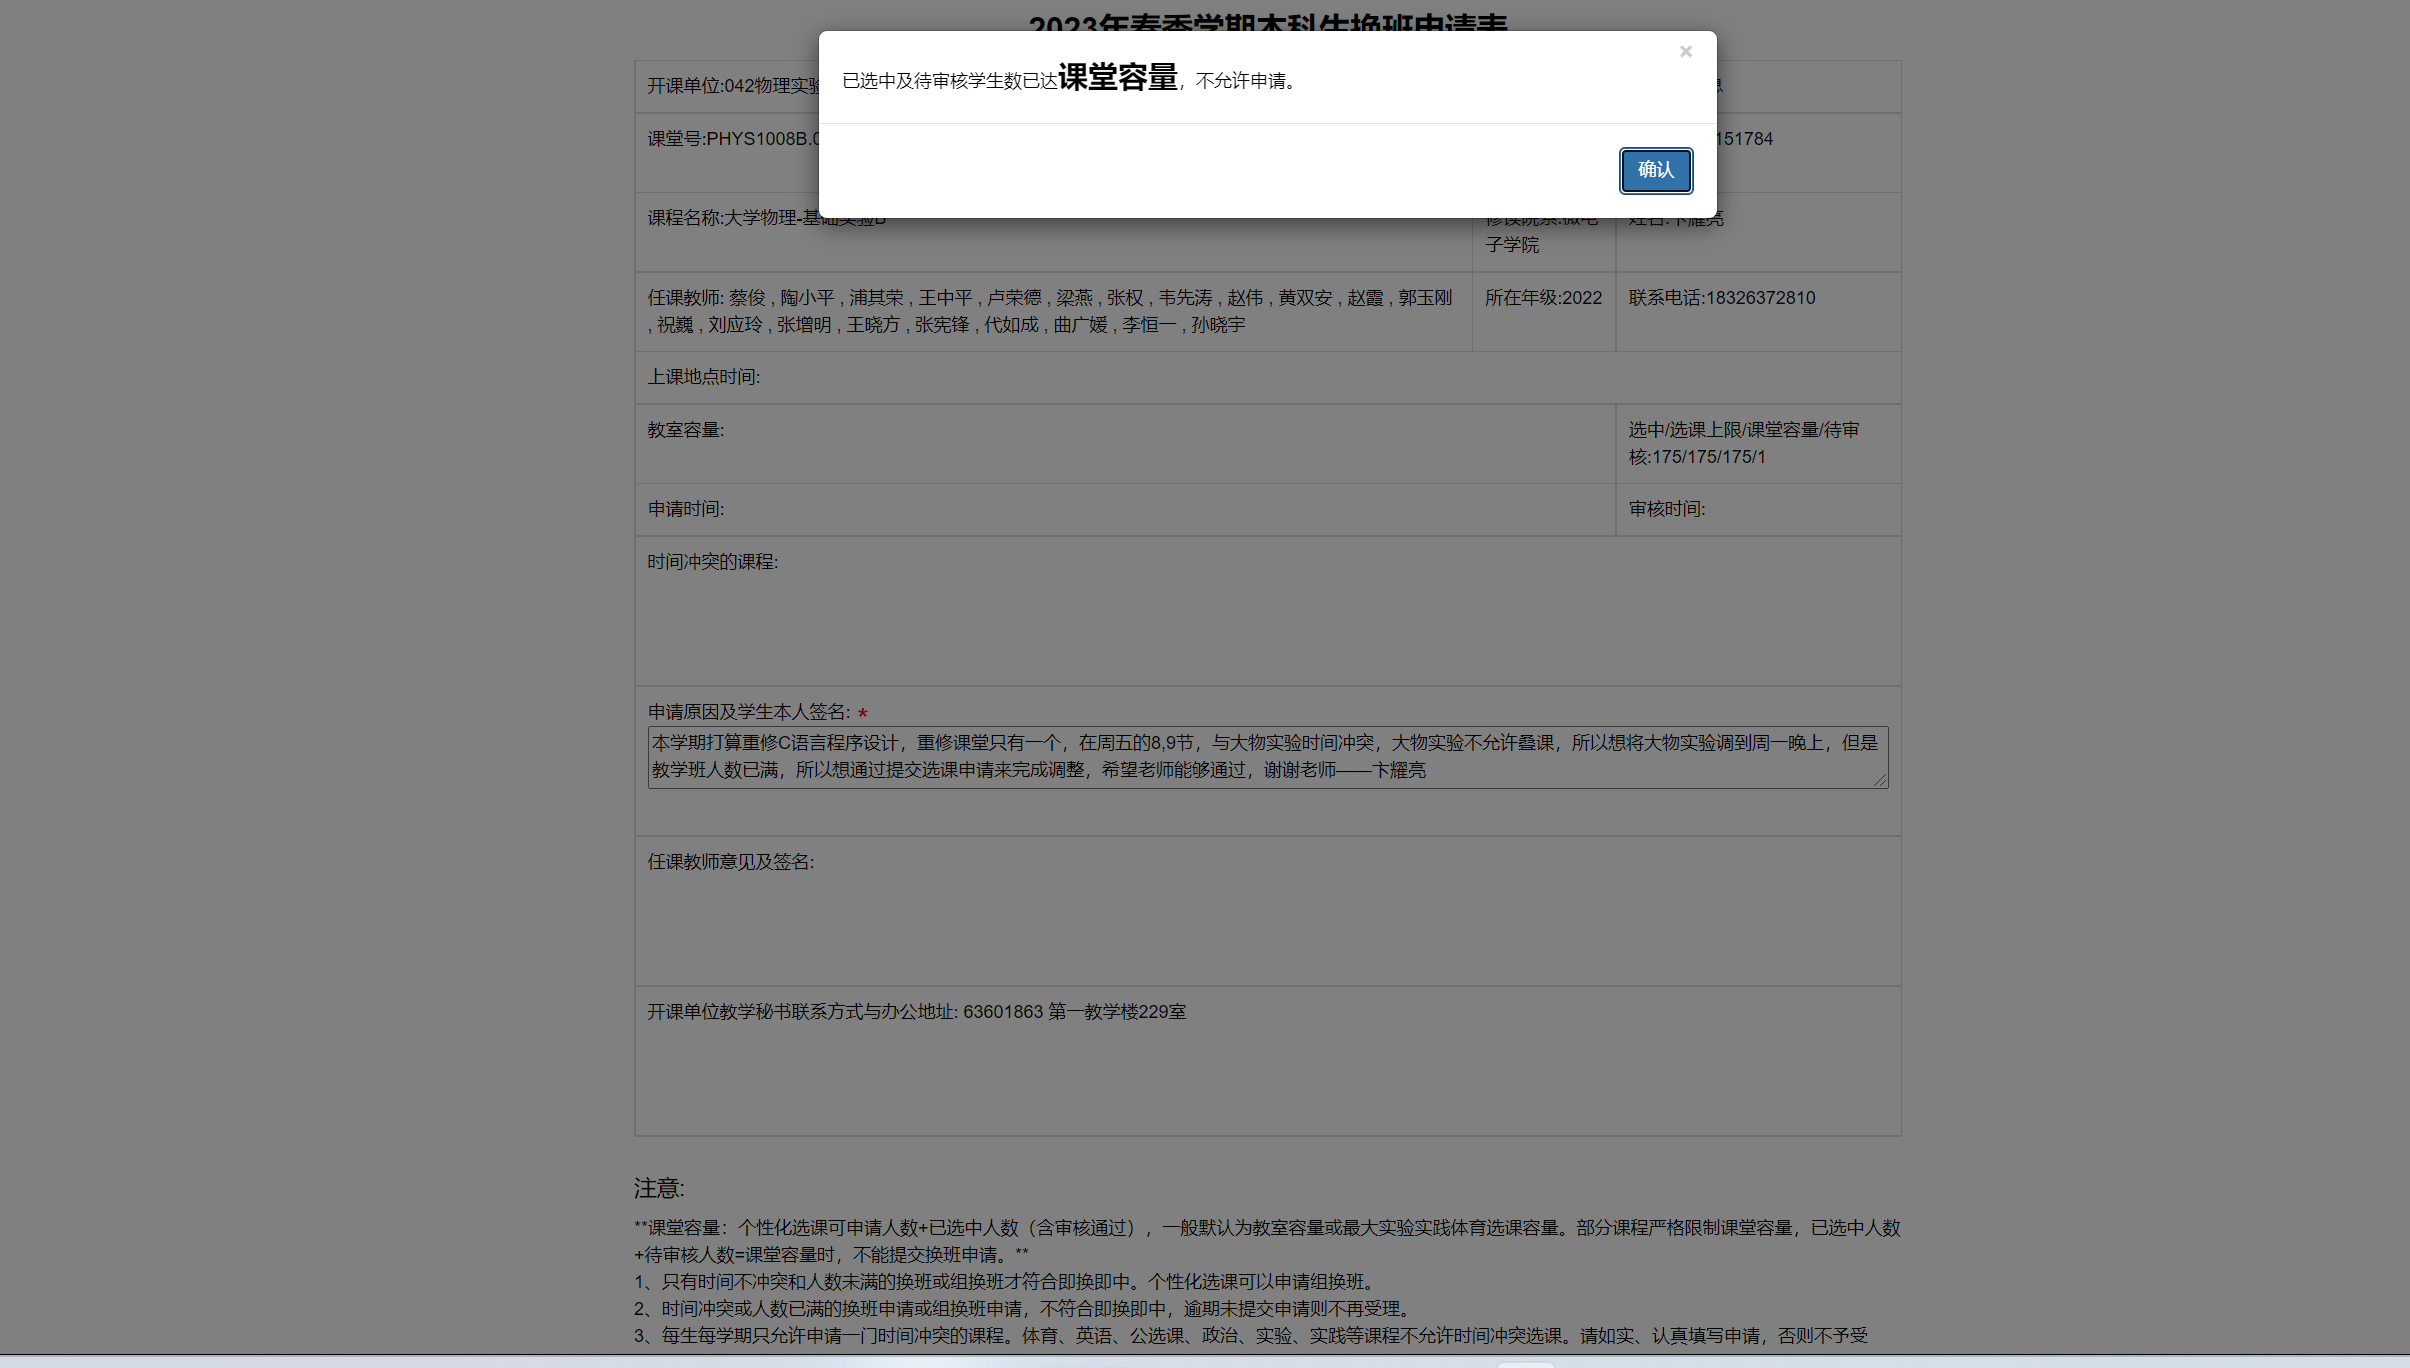 2023年春季学期本科生换班申请表
×
已选中及待审核学生数已达课堂容量，不允许申请。
确认
开课单位:042物理实验
课堂号:PHYS1008B.0
151784
课程名称:大学物理-基础实验B
修读院系:微电子学院
姓名:卞耀亮
任课教师: 蔡俊 , 陶小平 , 浦其荣 , 王中平 , 卢荣德 , 梁燕 , 张权 , 韦先涛 , 赵伟 , 黄双安 , 赵霞 , 郭玉刚
, 祝巍 , 刘应玲 , 张增明 , 王晓方 , 张宪锋 , 代如成 , 曲广媛 , 李恒一 , 孙晓宇
所在年级:2022
联系电话:18326372810
上课地点时间:
教室容量:
选中/选课上限/课堂容量/待审
核:175/175/175/1
申请时间:
审核时间:
时间冲突的课程:
申请原因及学生本人签名: *
本学期打算重修C语言程序设计，重修课堂只有一个，在周五的8,9节，与大物实验时间冲突，大物实验不允许叠课，所以想将大物实验调到周一晚上，但是
教学班人数已满，所以想通过提交选课申请来完成调整，希望老师能够通过，谢谢老师——卞耀亮
任课教师意见及签名:
开课单位教学秘书联系方式与办公地址: 63601863 第一教学楼229室
注意:
**课堂容量：个性化选课可申请人数+已选中人数（含审核通过），一般默认为教室容量或最大实验实践体育选课容量。部分课程严格限制课堂容量，已选中人数
+待审核人数=课堂容量时，不能提交换班申请。**
1、只有时间不冲突和人数未满的换班或组换班才符合即换即中。个性化选课可以申请组换班。
2、时间冲突或人数已满的换班申请或组换班申请，不符合即换即中，逾期未提交申请则不再受理。
3、每生每学期只允许申请一门时间冲突的课程。体育、英语、公选课、政治、实验、实践等课程不允许时间冲突选课。请如实、认真填写申请，否则不予受